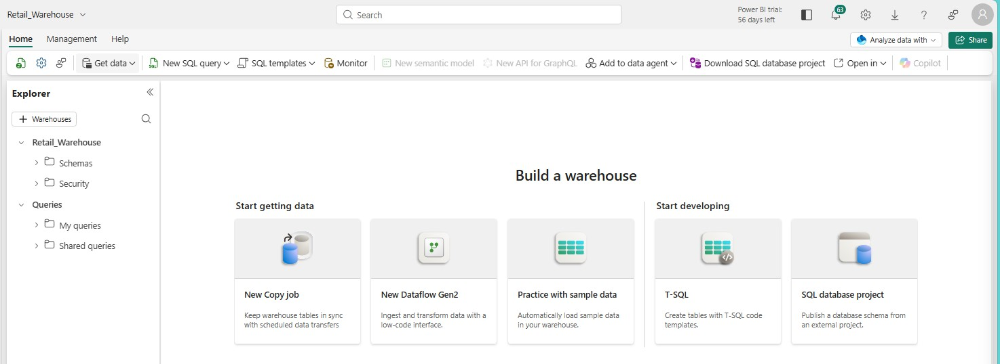 Retail_Warehouse
Search
Power BI trial:
56 days left
63
Home Management Help
Analyze data with
Share
Get data
SQL
New SQL query
SQL templates
Monitor
New semantic model
New API for GraphQL
Add to data agent
Download SQL database project
Open in
Copilot
Explorer
+ Warehouses
Retail_Warehouse
Schemas
Security
Queries
My queries
Shared queries
Build a warehouse
Start getting data
New Copy job
Keep warehouse tables in sync
with scheduled data transfers
New Dataflow Gen2
Ingest and transform data with a
low-code interface.
Practice with sample data
Automatically load sample data
in your warehouse.
Start developing
</>
T-SQL
Create tables with T-SQL code
templates.
SQL database project
Publish a database schema from
an external project.